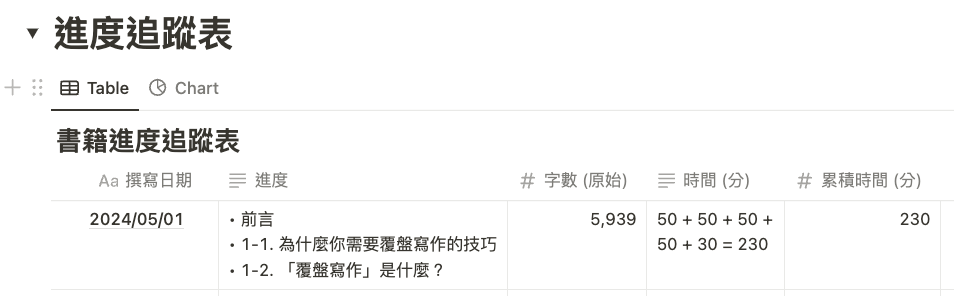 進度追蹤表
Table Chart
書籍進度追蹤表
Aa 撰寫日期 進度 # 字數 (原始) 時間 (分) # 累積時間 (分)
2024/05/01 • 前言 5,939 50 + 50 + 50 + 230
• 1-1. 為什麼你需要覆盤寫作的技巧 50 + 30 = 230
• 1-2. 「覆盤寫作」是什麼？